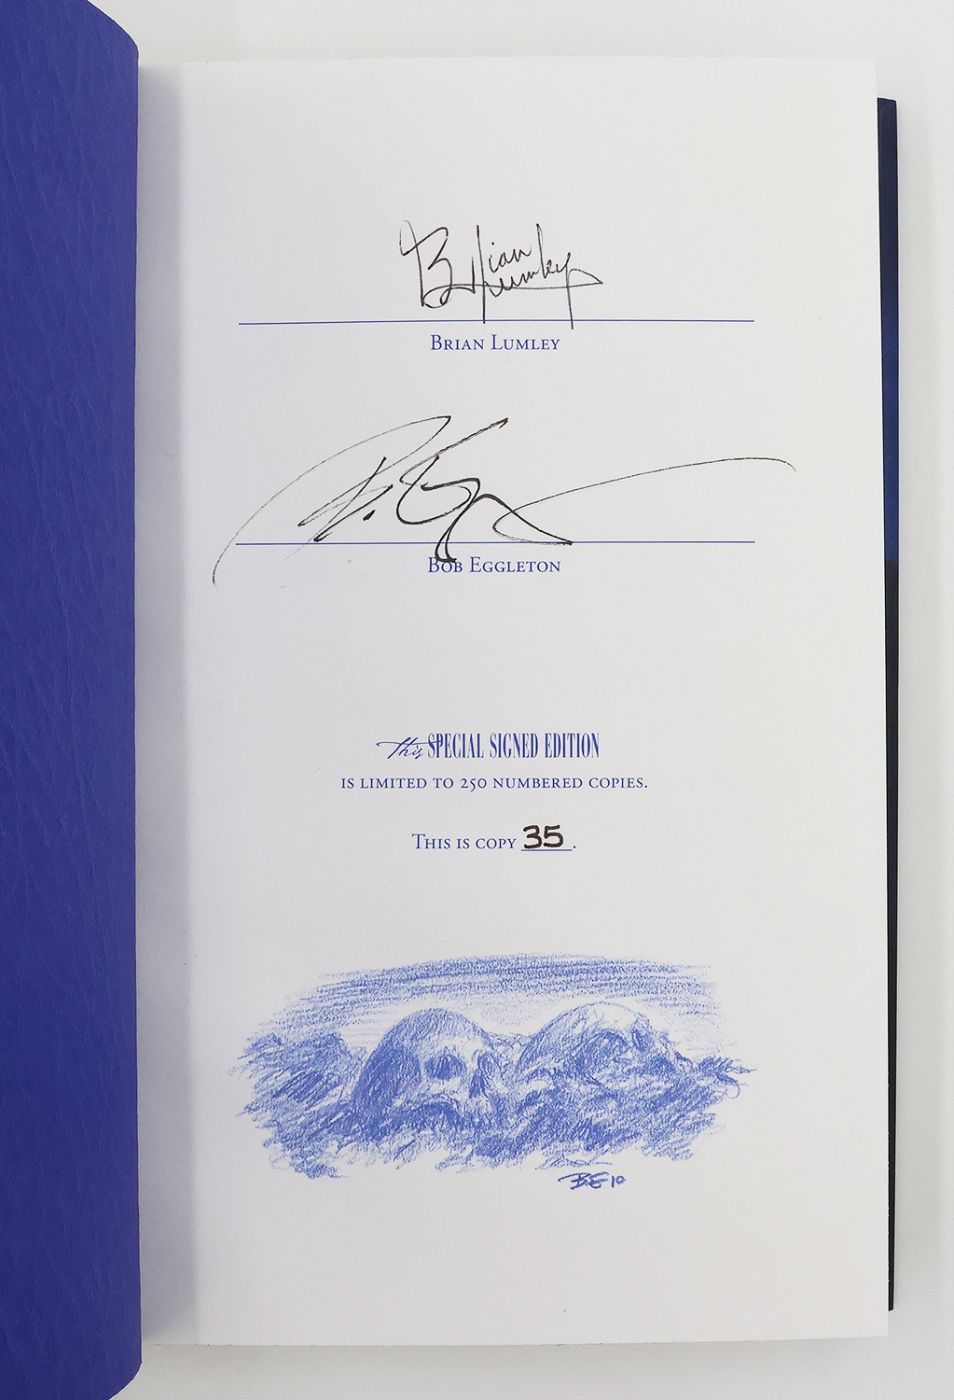 Brian
Lumley
BRIAN LUMLEY
B. Egg
BOB EGGLETON
this SPECIAL SIGNED EDITION
IS LIMITED TO 250 NUMBERED COPIES.
THIS IS COPY 35.
BE 10